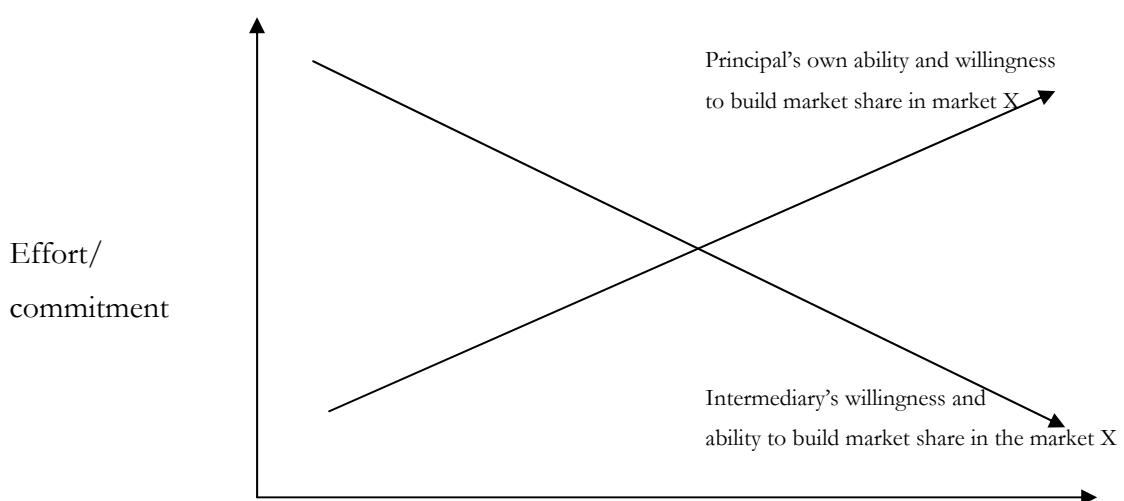 Principal’s own ability and willingness
to build market share in market X
Effort/
commitment
Intermediary’s willingness and
ability to build market share in the market X